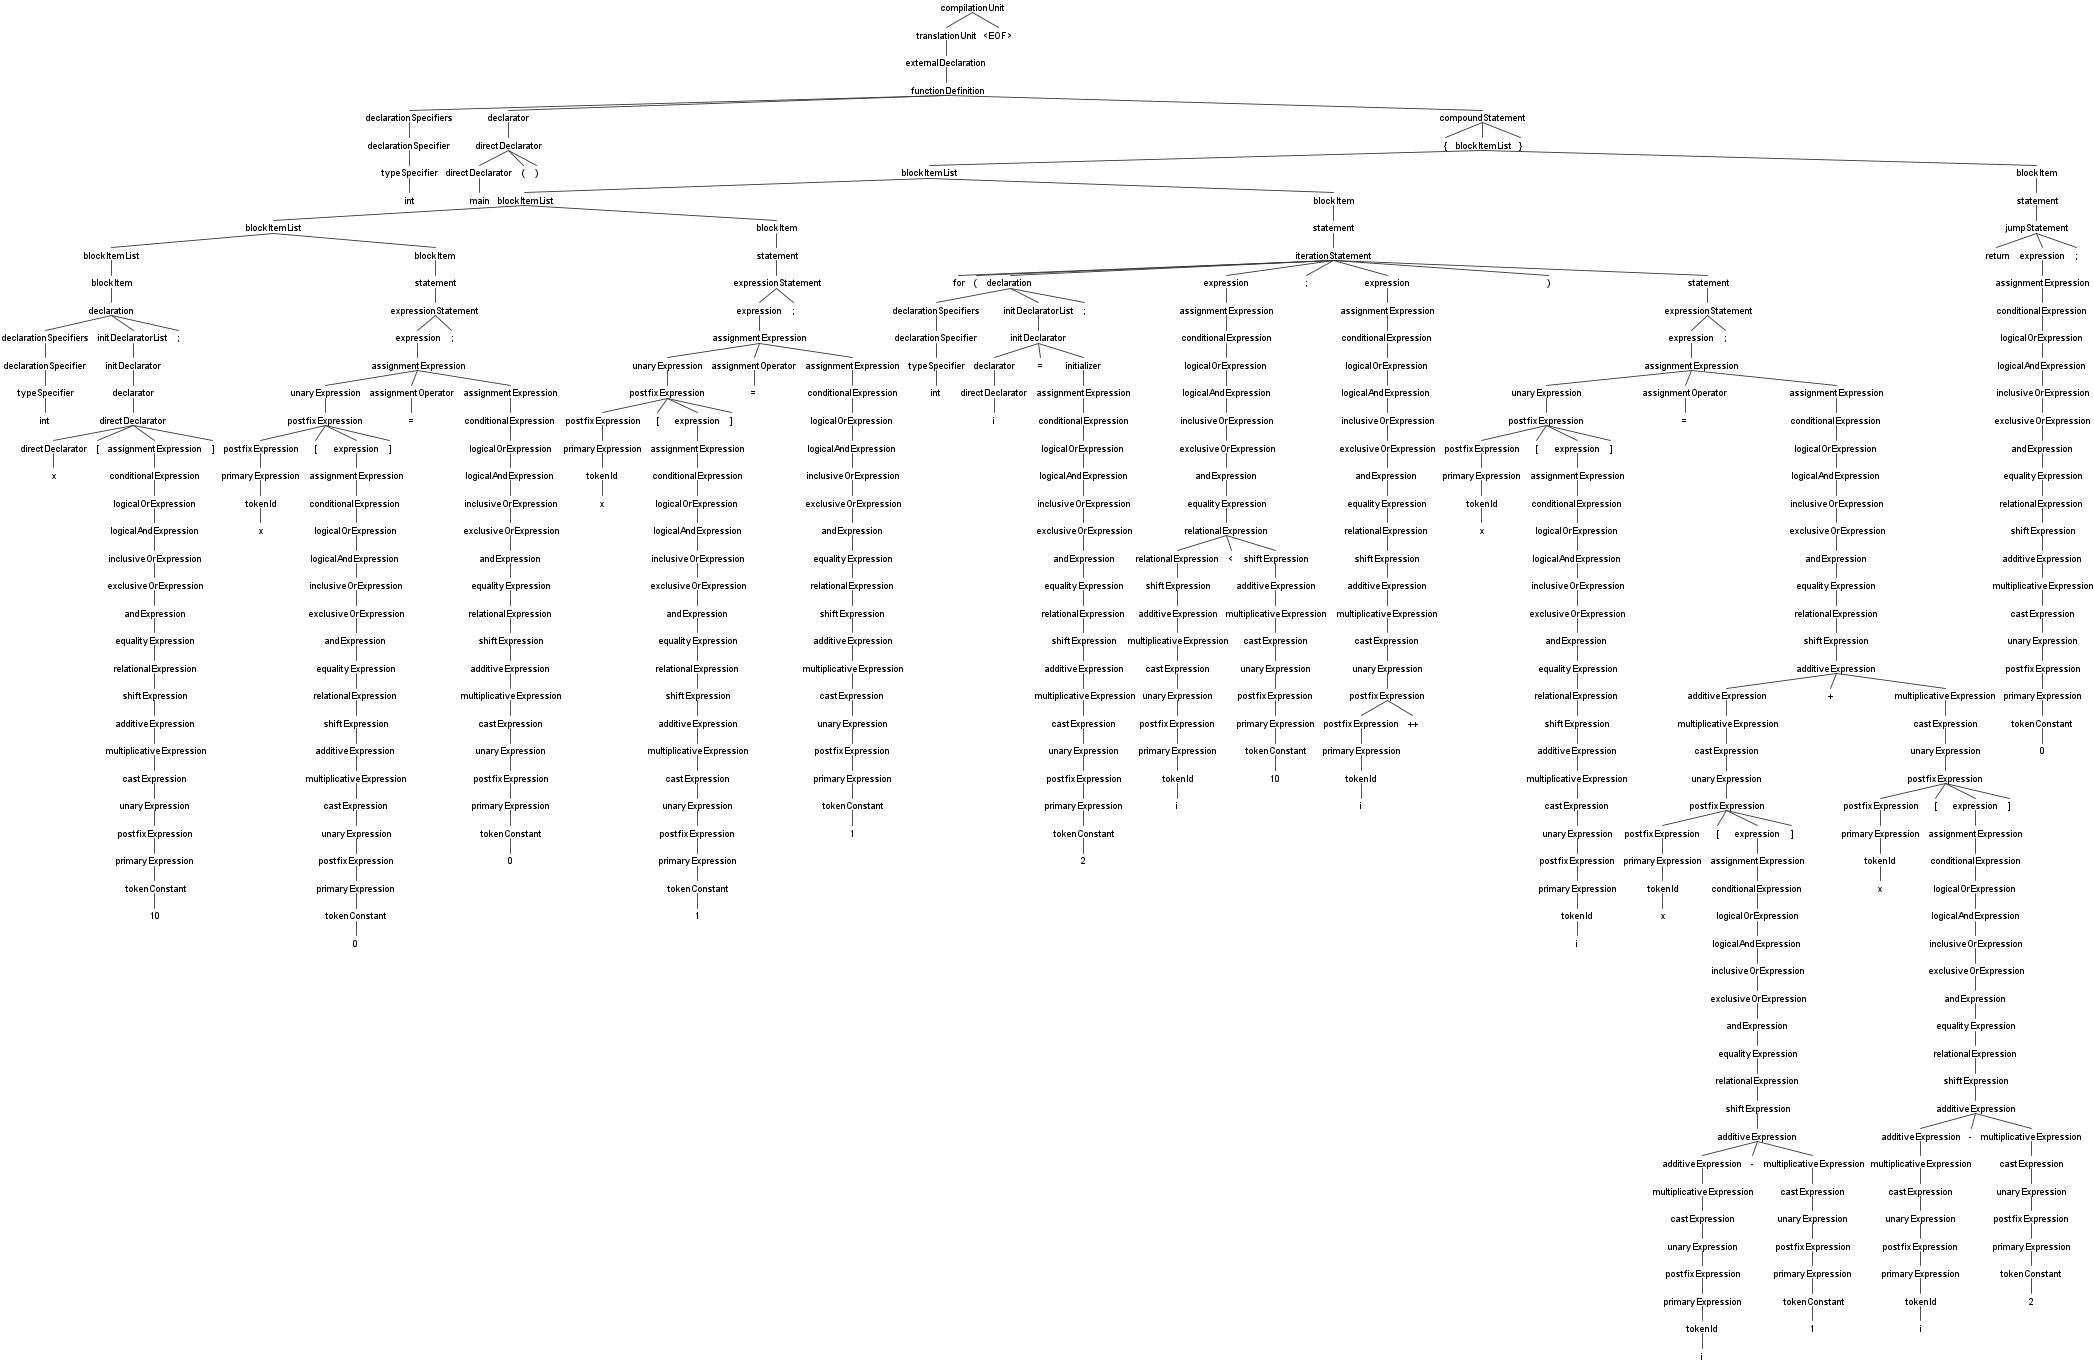 compilationUnit
translationUnit <EOF>
externalDeclaration
functionDefinition
declarationSpecifiers declarator compoundStatement
declarationSpecifier directDeclarator { blockItemList }
typeSpecifier directDeclarator ( ) blockItemList blockItem
int main blockItemList blockItem statement
blockItemList blockItem statement jumpStatement
blockItemList blockItem statement iterationStatement return expression ;
blockItem statement expressionStatement for ( declaration expression ; expression ) statement assignmentExpression
declaration expressionStatement expression ; declarationSpecifiers initDeclaratorList ; assignmentExpression assignmentExpression expressionStatement conditionalExpression
declarationSpecifiers initDeclaratorList ; expression ; assignmentExpression declarationSpecifier initDeclarator conditionalExpression conditionalExpression expression ; logicalOrExpression
declarationSpecifier initDeclarator assignmentExpression unaryExpression assignmentOperator assignmentExpression typeSpecifier declarator = initializer logicalOrExpression logicalOrExpression assignmentExpression logicalAndExpression
typeSpecifier declarator unaryExpression assignmentOperator assignmentExpression postfixExpression = conditionalExpression int directDeclarator assignmentExpression logicalAndExpression logicalAndExpression unaryExpression assignmentOperator assignmentExpression inclusiveOrExpression
int directDeclarator postfixExpression = conditionalExpression postfixExpression [ expression ] logicalOrExpression i conditionalExpression inclusiveOrExpression inclusiveOrExpression postfixExpression = conditionalExpression exclusiveOrExpression
directDeclarator [ assignmentExpression ] postfixExpression [ expression ] logicalOrExpression primaryExpression assignmentExpression logicalAndExpression logicalOrExpression exclusiveOrExpression exclusiveOrExpression postfixExpression [ expression ] logicalOrExpression andExpression
x conditionalExpression primaryExpression assignmentExpression logicalAndExpression tokenId conditionalExpression inclusiveOrExpression logicalAndExpression andExpression andExpression primaryExpression assignmentExpression logicalAndExpression equalityExpression
logicalOrExpression tokenId conditionalExpression inclusiveOrExpression x logicalOrExpression exclusiveOrExpression inclusiveOrExpression equalityExpression equalityExpression tokenId conditionalExpression inclusiveOrExpression relationalExpression
logicalAndExpression x logicalOrExpression exclusiveOrExpression logicalAndExpression andExpression exclusiveOrExpression relationalExpression relationalExpression x logicalOrExpression exclusiveOrExpression shiftExpression
inclusiveOrExpression logicalAndExpression andExpression inclusiveOrExpression equalityExpression andExpression relationalExpression < shiftExpression shiftExpression logicalAndExpression andExpression additiveExpression
exclusiveOrExpression inclusiveOrExpression equalityExpression exclusiveOrExpression relationalExpression equalityExpression shiftExpression additiveExpression additiveExpression inclusiveOrExpression equalityExpression multiplicativeExpression
andExpression exclusiveOrExpression relationalExpression andExpression shiftExpression relationalExpression additiveExpression multiplicativeExpression multiplicativeExpression exclusiveOrExpression relationalExpression castExpression
equalityExpression andExpression shiftExpression equalityExpression additiveExpression shiftExpression multiplicativeExpression castExpression castExpression andExpression shiftExpression unaryExpression
relationalExpression equalityExpression additiveExpression relationalExpression multiplicativeExpression additiveExpression castExpression unaryExpression unaryExpression equalityExpression additiveExpression postfixExpression
shiftExpression relationalExpression multiplicativeExpression shiftExpression castExpression multiplicativeExpression unaryExpression postfixExpression postfixExpression relationalExpression additiveExpression + multiplicativeExpression primaryExpression
additiveExpression shiftExpression castExpression additiveExpression unaryExpression castExpression postfixExpression primaryExpression postfixExpression ++ shiftExpression multiplicativeExpression castExpression tokenConstant
multiplicativeExpression additiveExpression unaryExpression multiplicativeExpression postfixExpression unaryExpression primaryExpression tokenConstant primaryExpression additiveExpression castExpression unaryExpression 0
castExpression multiplicativeExpression postfixExpression castExpression primaryExpression postfixExpression tokenId 10 tokenId multiplicativeExpression unaryExpression postfixExpression
unaryExpression castExpression primaryExpression unaryExpression tokenConstant primaryExpression i i castExpression postfixExpression postfixExpression [ expression ]
postfixExpression unaryExpression tokenConstant postfixExpression 1 tokenConstant unaryExpression postfixExpression [ expression ] primaryExpression assignmentExpression
primaryExpression postfixExpression 0 primaryExpression 2 postfixExpression primaryExpression assignmentExpression tokenId conditionalExpression
tokenConstant primaryExpression tokenConstant primaryExpression tokenId conditionalExpression x logicalOrExpression
10 tokenConstant 1 tokenId x logicalOrExpression logicalAndExpression
0 i logicalAndExpression inclusiveOrExpression
inclusiveOrExpression exclusiveOrExpression
exclusiveOrExpression andExpression
andExpression equalityExpression
equalityExpression relationalExpression
relationalExpression shiftExpression
shiftExpression additiveExpression
additiveExpression additiveExpression - multiplicativeExpression
additiveExpression - multiplicativeExpression multiplicativeExpression castExpression
multiplicativeExpression castExpression castExpression unaryExpression
castExpression unaryExpression unaryExpression postfixExpression
unaryExpression postfixExpression postfixExpression primaryExpression
postfixExpression primaryExpression primaryExpression tokenConstant
primaryExpression tokenConstant tokenId 2
tokenId 1 i
i